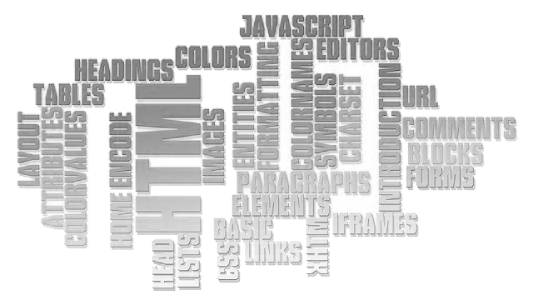 JAVASCRIPT
COLORS
EDITORS
HEADINGS
TABLES
LAYOUT
ATTRIBUTES
COLORVALUES
HOME
ENCODE
HTML
IMAGES
ENTITIES
FORMATTING
COLORNAMES
SYMBOLS
CHARSET
INTRODUCTION
URL
COMMENTS
BLOCKS
FORMS
PARAGRAPHS
ELEMENTS
BASIC
IFRAMES
HEAD
LISTS
CSS
LINKS
XHTML